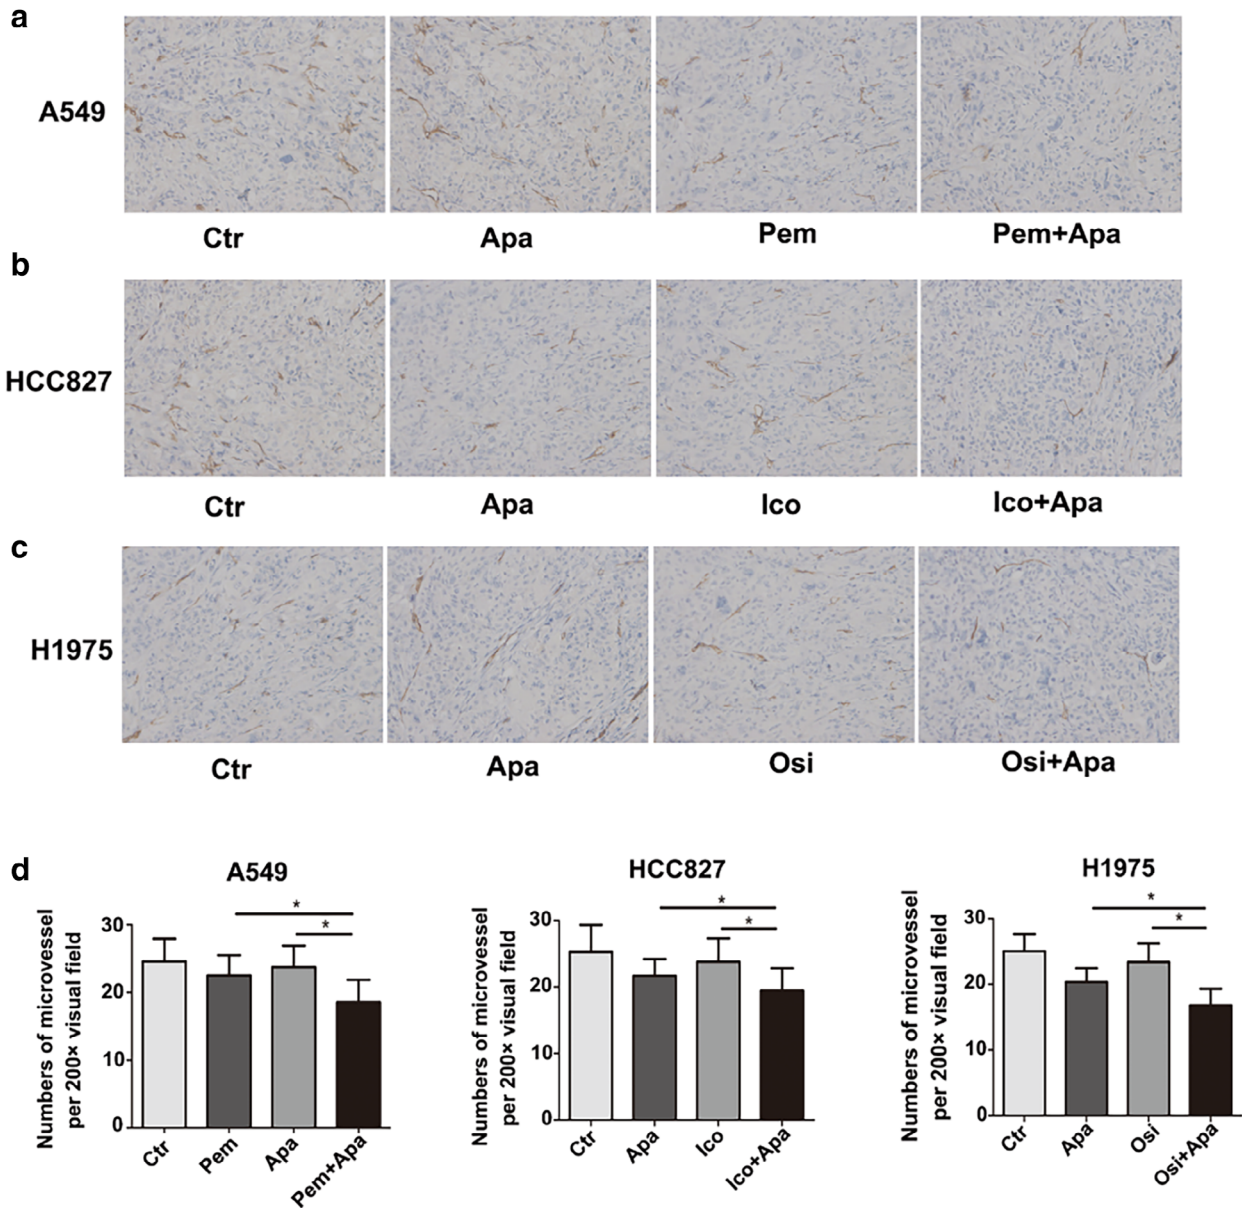 a
A549
Ctr Apa Pem Pem+Apa
b
HCC827
Ctr Apa Ico Ico+Apa
c
H1975
Ctr Apa Osi Osi+Apa
d
A549
Numbers of microvessel
per 200× visual field
30
20
10
0
* 
*
Ctr Pem Apa Pem+Apa
HCC827
Numbers of microvessel
per 200× visual field
30
20
10
0
*
*
Ctr Apa Ico Ico+Apa
H1975
Numbers of microvessel
per 200× visual field
30
20
10
0
*
*
Ctr Apa Osi Osi+Apa